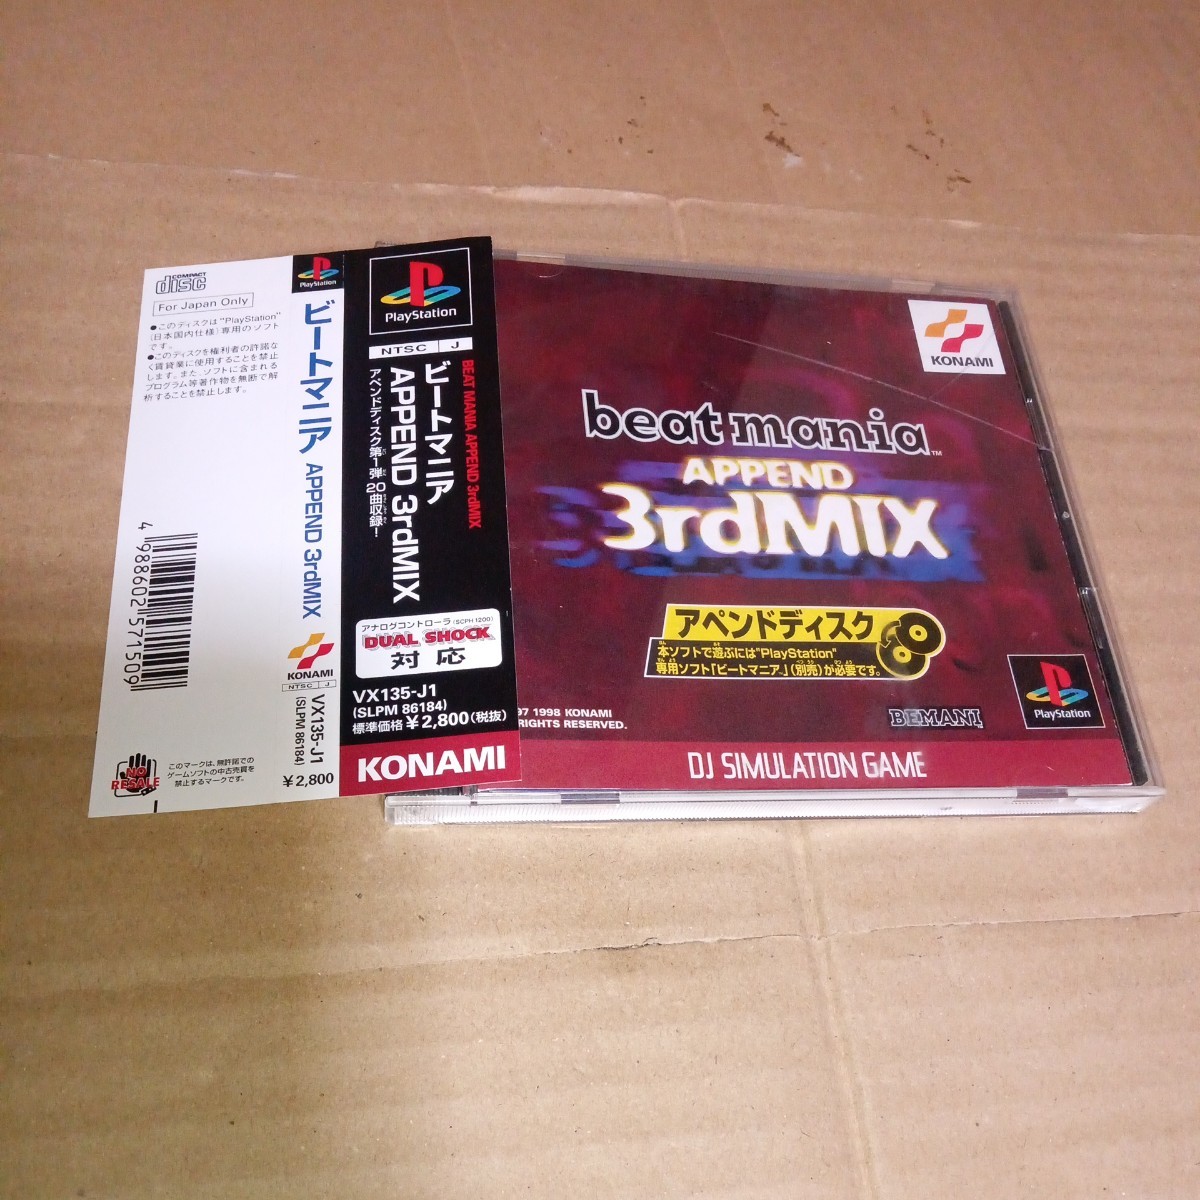 COMPACT
disc
For Japan Only
●このディスクは"PlayStation"
(日本国内仕様)専用のソフト
です。
●このディスクを権利者の許諾な
く賃貸業に使用することを禁止
します。また、ソフトに含まれる
プログラム等著作物を無断で解
析することを禁止します。
4 988602 571509
NO
RESALE
このマークは、無許諾での
ゲームソフトの中古売買を
禁止するマークです。
PlayStation
ビートマニア APPEND 3rdMIX
KONAMI
NTSC J
VX135-J1
(SLPM 86184)
¥2,800
PlayStation
NTSC J
BEAT MANIA APPEND 3rdMIX
ビートマニア
APPEND 3rdMIX
アペンドディスク第1弾 20曲収録!
アナログコントローラ(SCPH 1200)
DUAL SHOCK
対応
VX135-J1
(SLPM 86184)
標準価格¥2,800(税抜)
KONAMI
KONAMI
beatmania™
APPEND
3rdMIX
アペンドディスク
本ソフトで遊ぶには"PlayStation"
専用ソフト「ビートマニア」(別売)が必要です。
97 1998 KONAMI
RIGHTS RESERVED.
BEMANI
PlayStation
DJ SIMULATION GAME